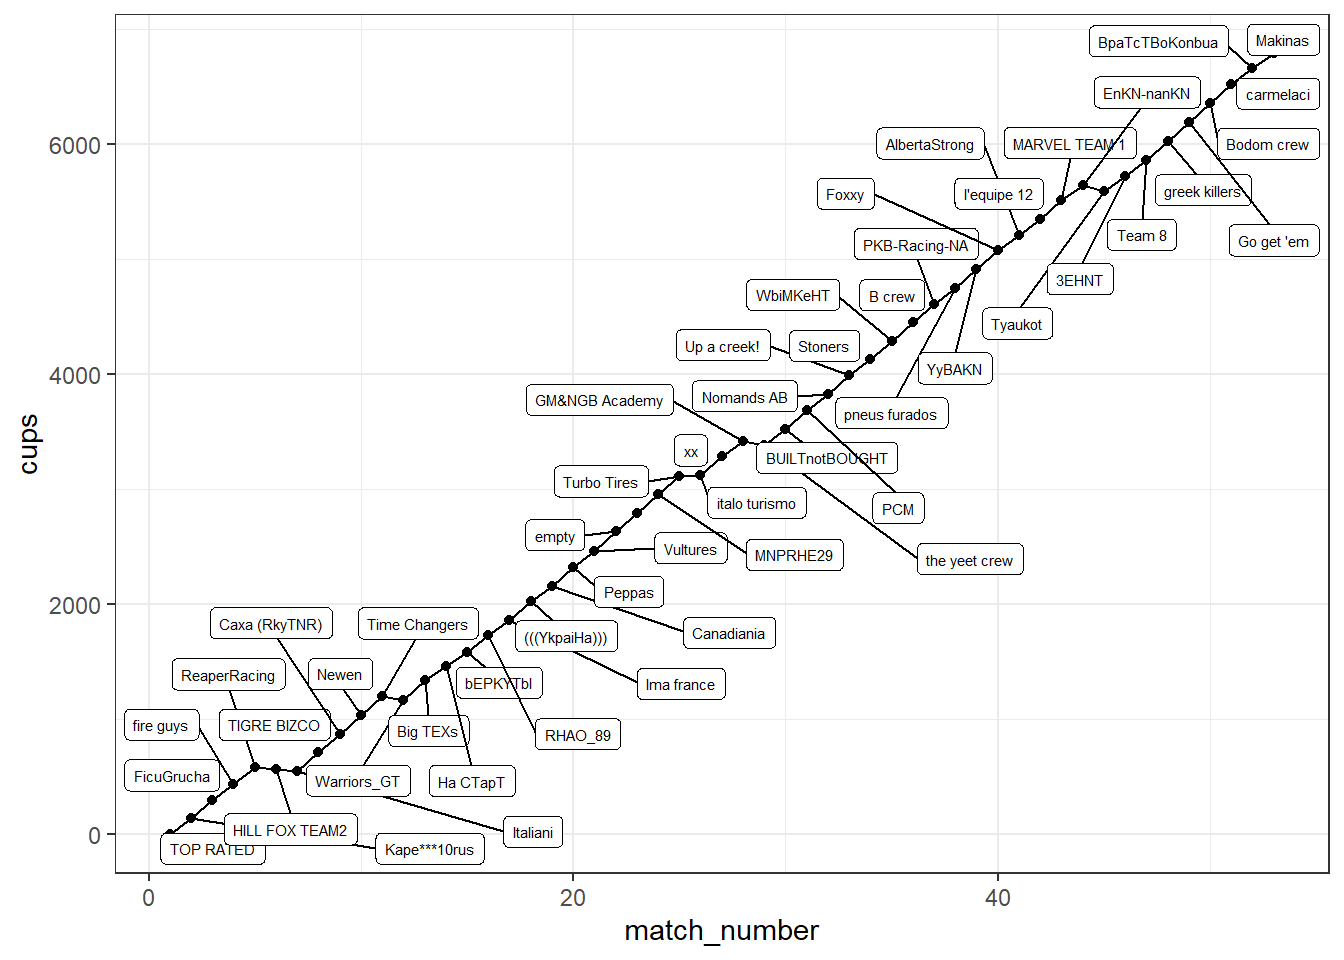 BpaTcTBoKonbua
Makinas
EnKN-nanKN
carmelaci
6000
AlbertaStrong
MARVEL TEAM 1
Bodom crew
Foxxy
l'equipe 12
greek killers
PKB-Racing-NA
Team 8
Go get 'em
WbiMKeHT
B crew
3EHNT
Tyaukot
Up a creek!
Stoners
4000
YyBAKN
GM&NGB Academy
Nomands AB
pneus furados
cups
xx
BUILTnotBOUGHT
Turbo Tires
italo turismo
PCM
empty
Vultures
MNPRHE29
the yeet crew
2000
Peppas
Caxa (RkyTNR)
Time Changers
(((YkpaiHa)))
Canadiania
ReaperRacing
Newen
bEPKYTbl
Ima france
fire guys
TIGRE BIZCO
Big TEXs
RHAO_89
FicuGrucha
Warriors_GT
Ha CTapT
0
HILL FOX TEAM2
Italiani
TOP RATED
Kape***10rus
0
20
40
match_number